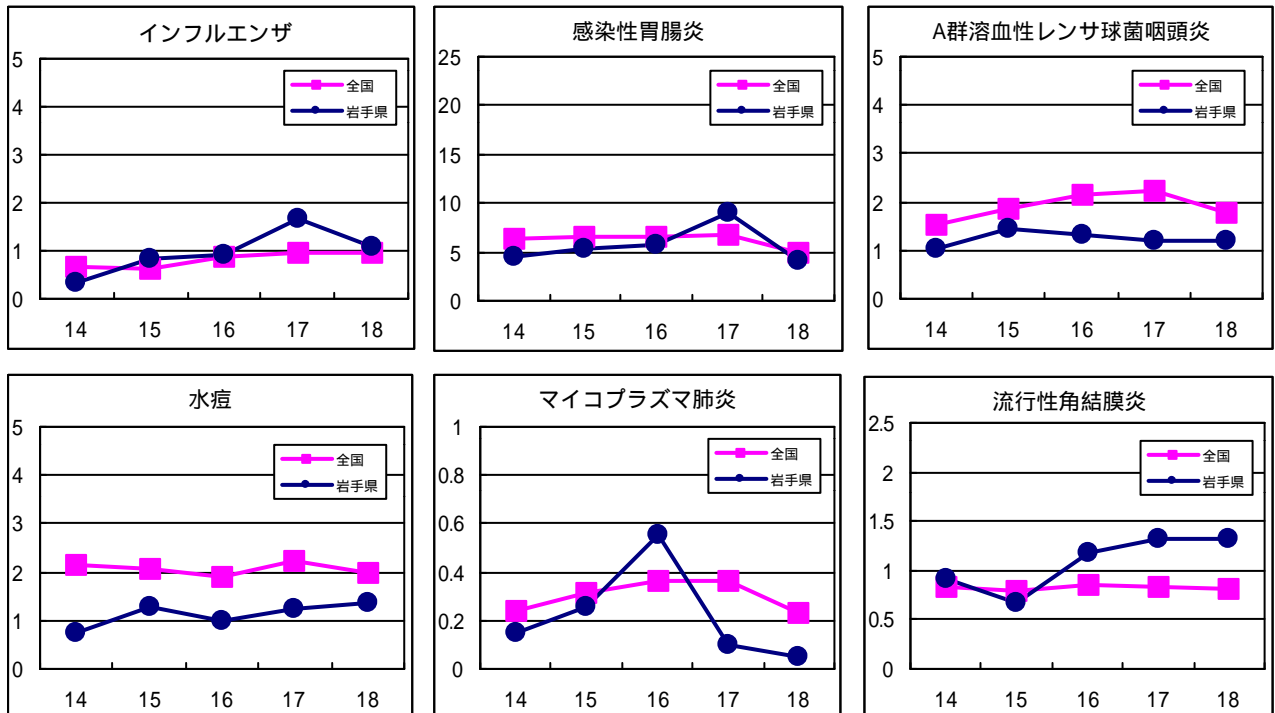 インフルエンザ
5
4
3
2
1
0
全国
岩手県
14 15 16 17 18
感染性胃腸炎
25
20
15
10
5
0
全国
岩手県
14 15 16 17 18
A群溶血性レンサ球菌咽頭炎
5
4
3
2
1
0
全国
岩手県
14 15 16 17 18
水痘
5
4
3
2
1
0
全国
岩手県
14 15 16 17 18
マイコプラズマ肺炎
1
0.8
0.6
0.4
0.2
0
全国
岩手県
14 15 16 17 18
流行性角結膜炎
2.5
2
1.5
1
0.5
0
全国
岩手県
14 15 16 17 18